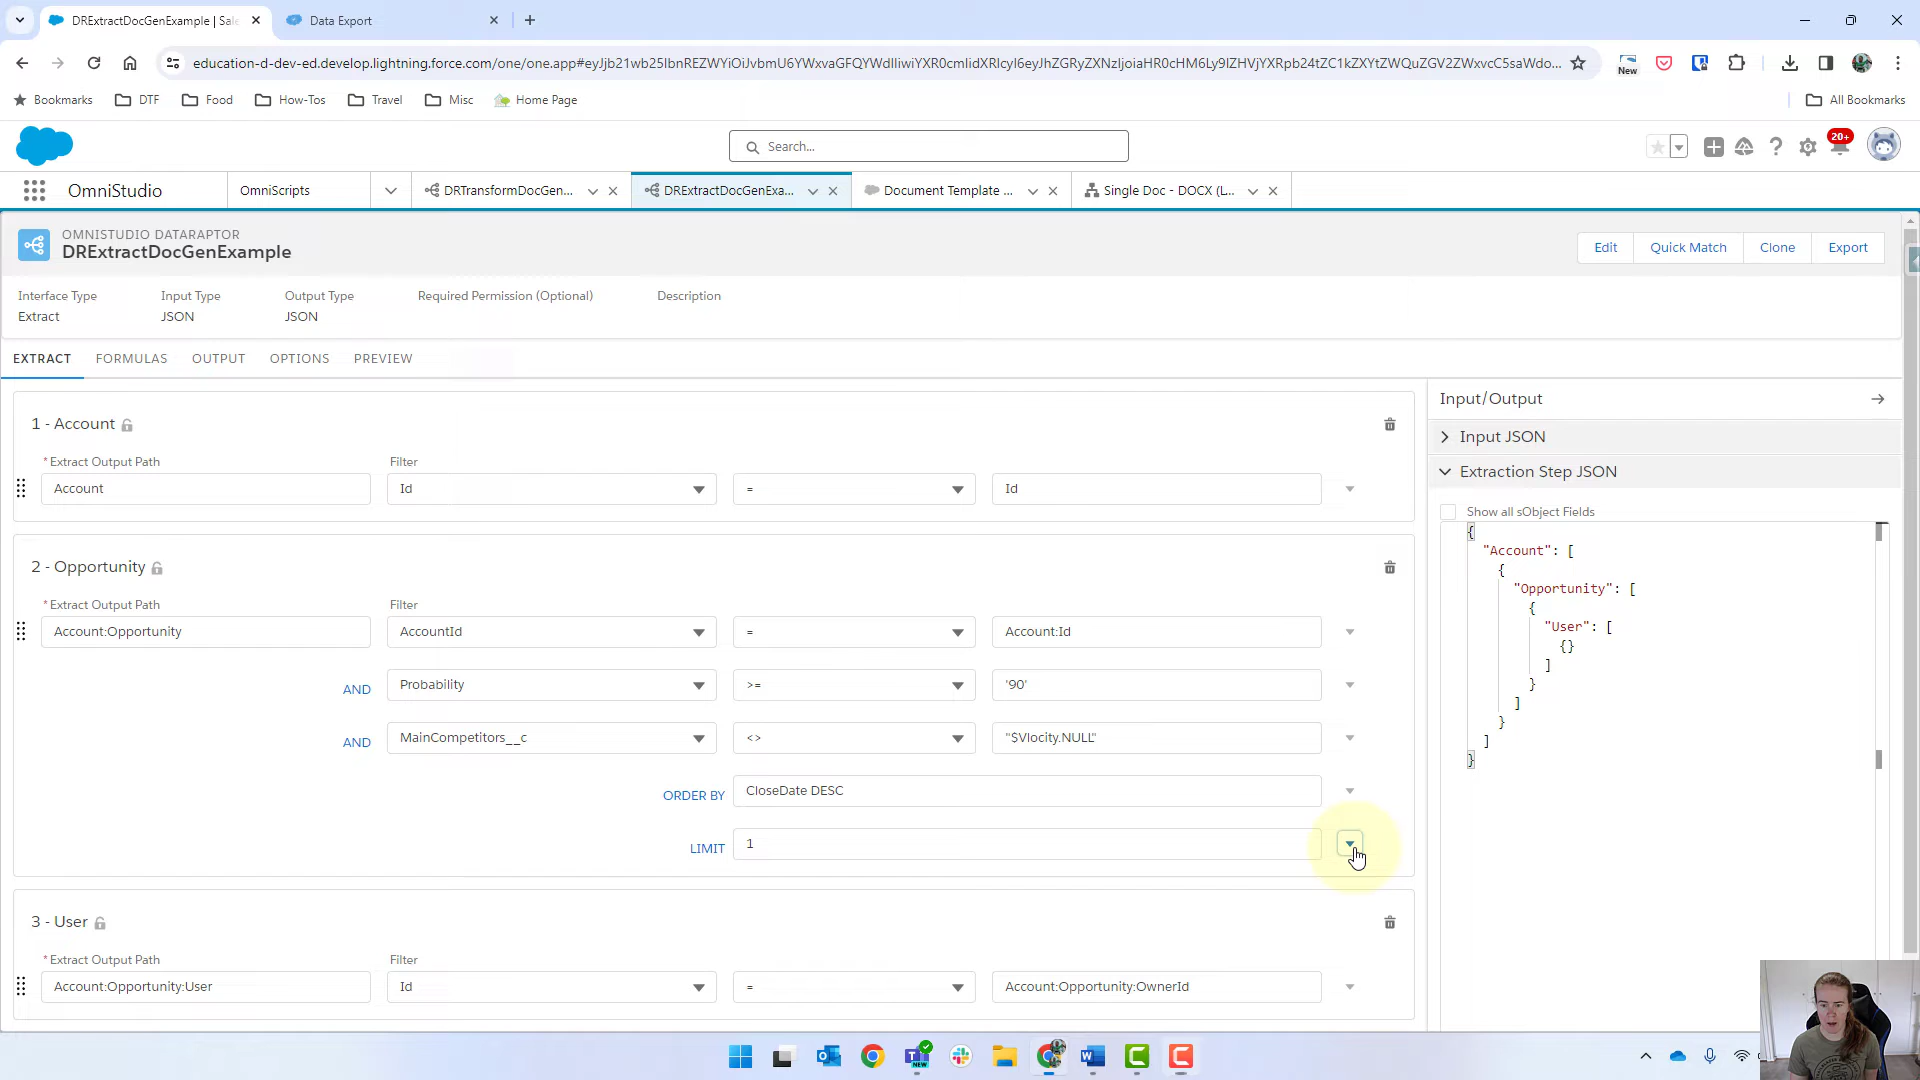 DRExtractDocGenExample | Sale
Data Export
education-d-dev-ed.develop.lightning.force.com/one/one.app#
New
Bookmarks
DTF
Food
How-Tos
Travel
Misc
Home Page
All Bookmarks
Search...
20+
OmniStudio
OmniScripts
DRTransformDocGen...
DRExtractDocGenExa...
Document Template ...
Single Doc - DOCX (L...
OMNISTUDIO DATARAPTOR
DRExtractDocGenExample
Edit
Quick Match
Clone
Export
Interface Type
Input Type
Output Type
Required Permission (Optional)
Description
Extract
JSON
JSON
EXTRACT
FORMULAS
OUTPUT
OPTIONS
PREVIEW
1 - Account
*Extract Output Path
Filter
Account
Id
=
Id
2 - Opportunity
*Extract Output Path
Filter
Account:Opportunity
AccountId
=
Account:Id
AND
Probability
>=
'90'
AND
MainCompetitors__c
<>
"$Vlocity.NULL"
ORDER BY
CloseDate DESC
LIMIT
1
3 - User
*Extract Output Path
Filter
Account:Opportunity:User
Id
=
Account:Opportunity:OwnerId
Input/Output
Input JSON
Extraction Step JSON
Show all sObject Fields
{
"Account": [
{
"Opportunity": [
{
"User": [
{}
]
}
]
}
]
}
NEW